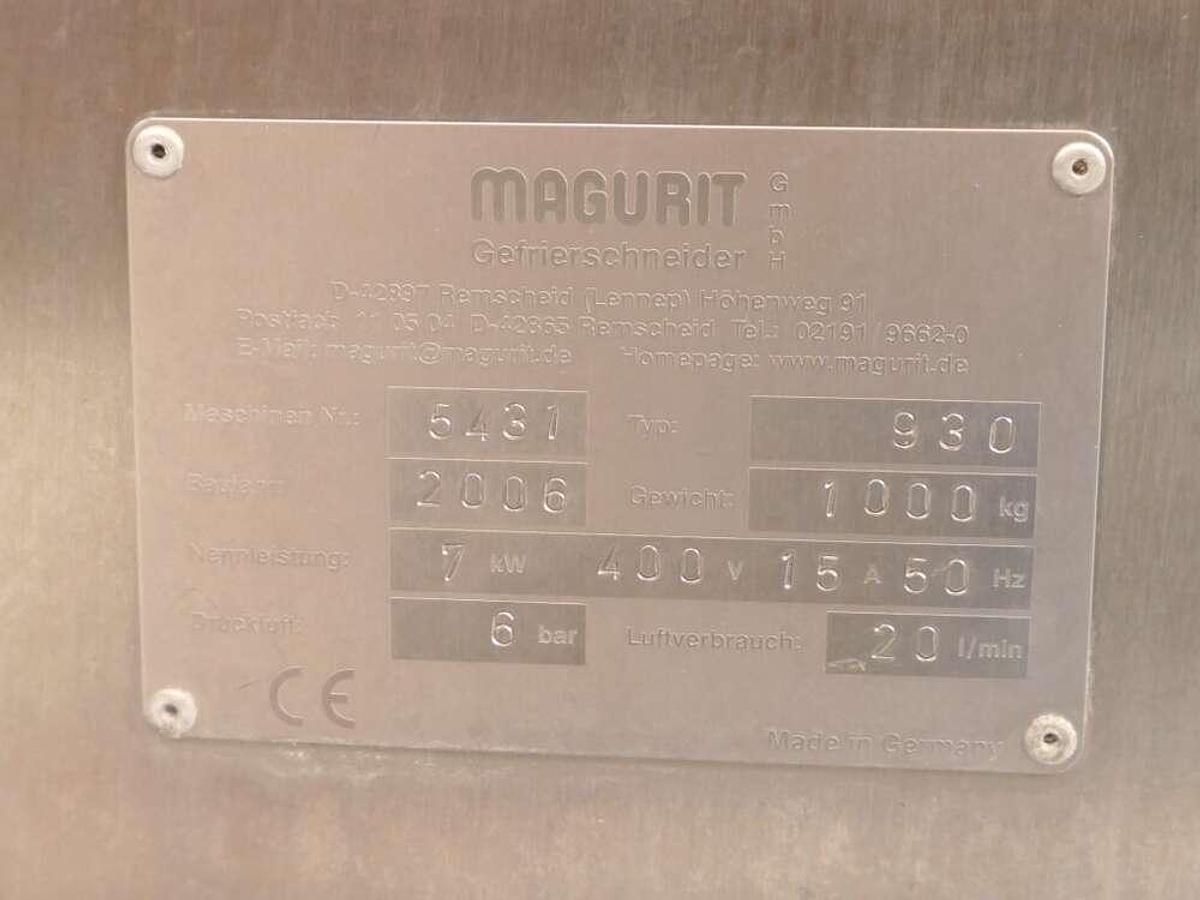 MAGURIT GmbH
Gefrierschneider
D-42897 Remscheid (Lennep) Höhenweg 91
Postfach 11 05 04 D-42865 Remscheid Tel.: 02191 / 9662-0
E-Mail: magurit@magurit.de Homepage: www.magurit.de
Maschinen Nr.: 5431 Typ: 930
Baujahr: 2006 Gewicht: 1000 kg
Nennleistung: 7 kW 400 V 15 A 50 Hz
Druckluft: 6 bar Luftverbrauch: 20 l/min
CE
Made in Germany